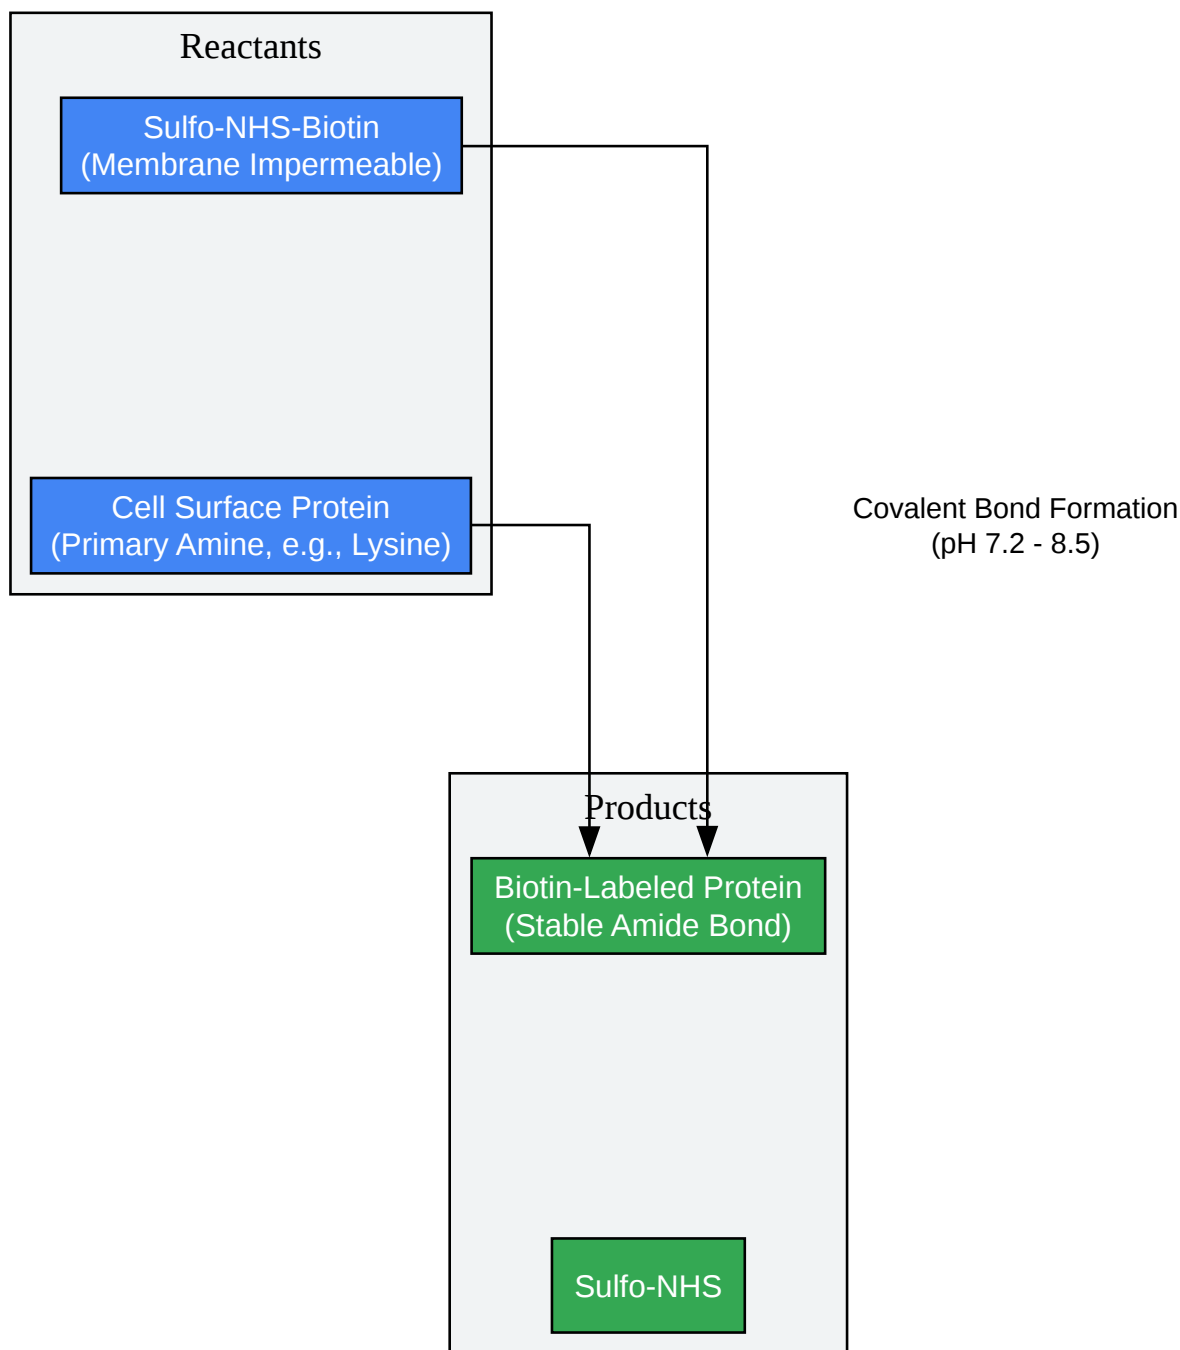 Reactants
Sulfo-NHS-Biotin
(Membrane Impermeable)
Cell Surface Protein
(Primary Amine, e.g., Lysine)
Covalent Bond Formation
(pH 7.2 - 8.5)
Products
Biotin-Labeled Protein
(Stable Amide Bond)
Sulfo-NHS